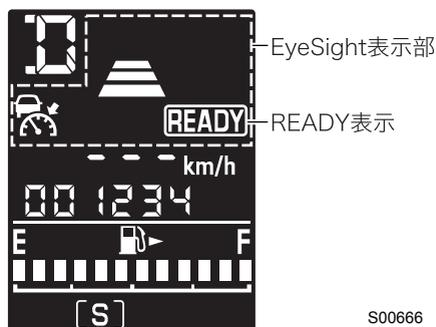 D
EyeSight表示部
READY
READY表示
--- km/h
001234
E F
[S]
S00666